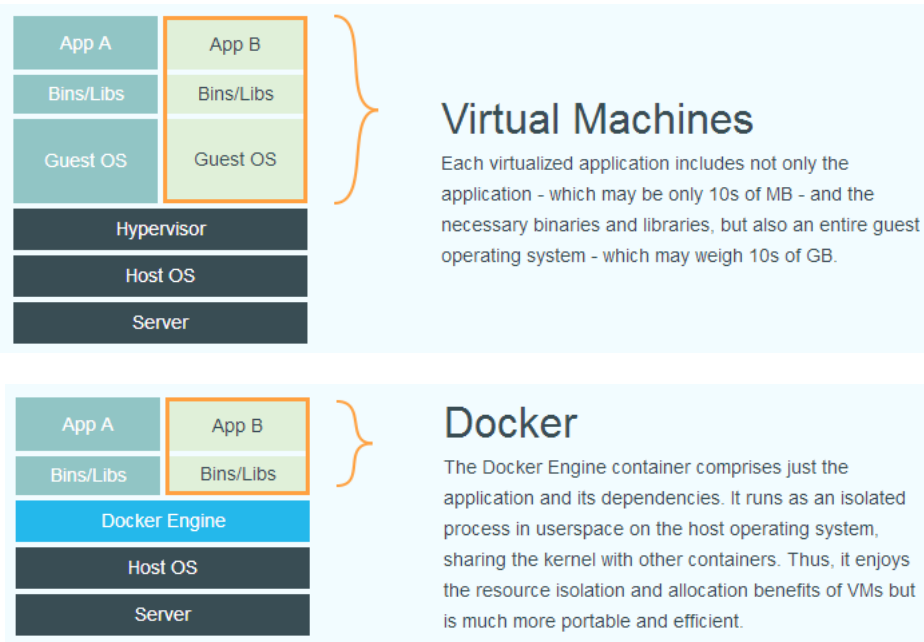 App A
App B
Bins/Libs
Bins/Libs
Guest OS
Guest OS
Hypervisor
Host OS
Server
Virtual Machines
Each virtualized application includes not only the
application - which may be only 10s of MB - and the
necessary binaries and libraries, but also an entire guest
operating system - which may weigh 10s of GB.
App A
App B
Bins/Libs
Bins/Libs
Docker Engine
Host OS
Server
Docker
The Docker Engine container comprises just the
application and its dependencies. It runs as an isolated
process in userspace on the host operating system,
sharing the kernel with other containers. Thus, it enjoys
the resource isolation and allocation benefits of VMs but
is much more portable and efficient.